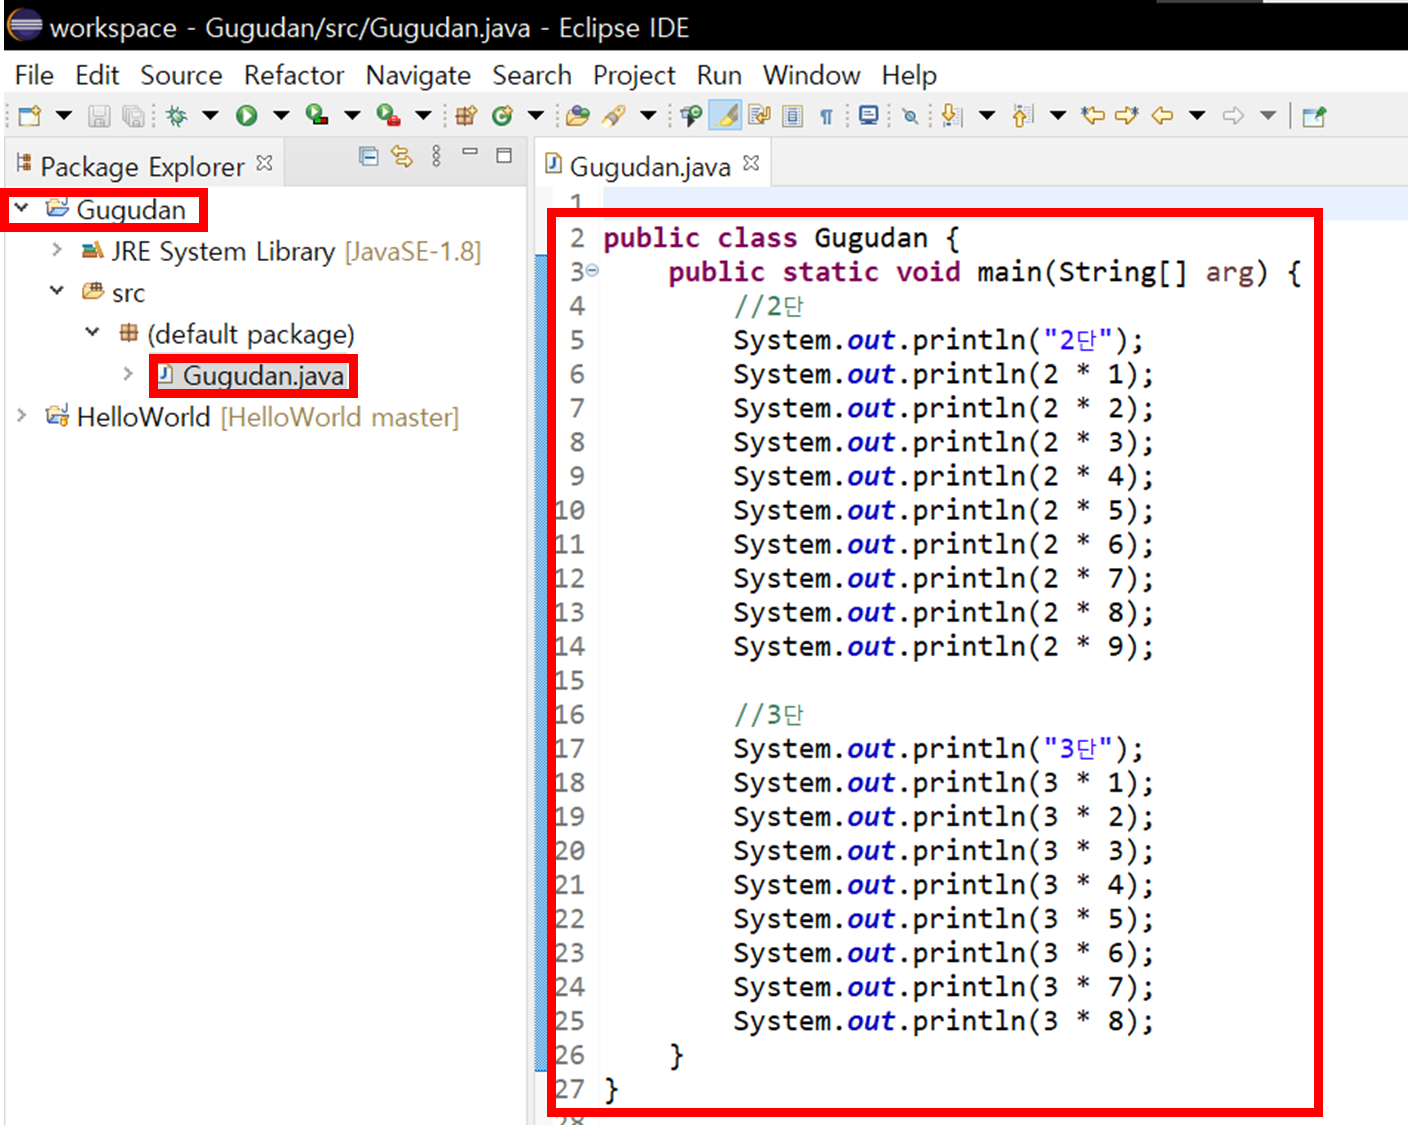 workspace - Gugudan/src/Gugudan.java - Eclipse IDE
File Edit Source Refactor Navigate Search Project Run Window Help
Package Explorer
Gugudan
JRE System Library [JavaSE-1.8]
src
(default package)
Gugudan.java
HelloWorld [HelloWorld master]
Gugudan.java
1
2 public class Gugudan {
3 public static void main(String[] arg) {
4 //2단
5 System.out.println("2단");
6 System.out.println(2 * 1);
7 System.out.println(2 * 2);
8 System.out.println(2 * 3);
9 System.out.println(2 * 4);
10 System.out.println(2 * 5);
11 System.out.println(2 * 6);
12 System.out.println(2 * 7);
13 System.out.println(2 * 8);
14 System.out.println(2 * 9);
15
16 //3단
17 System.out.println("3단");
18 System.out.println(3 * 1);
19 System.out.println(3 * 2);
20 System.out.println(3 * 3);
21 System.out.println(3 * 4);
22 System.out.println(3 * 5);
23 System.out.println(3 * 6);
24 System.out.println(3 * 7);
25 System.out.println(3 * 8);
26 }
27 }
28